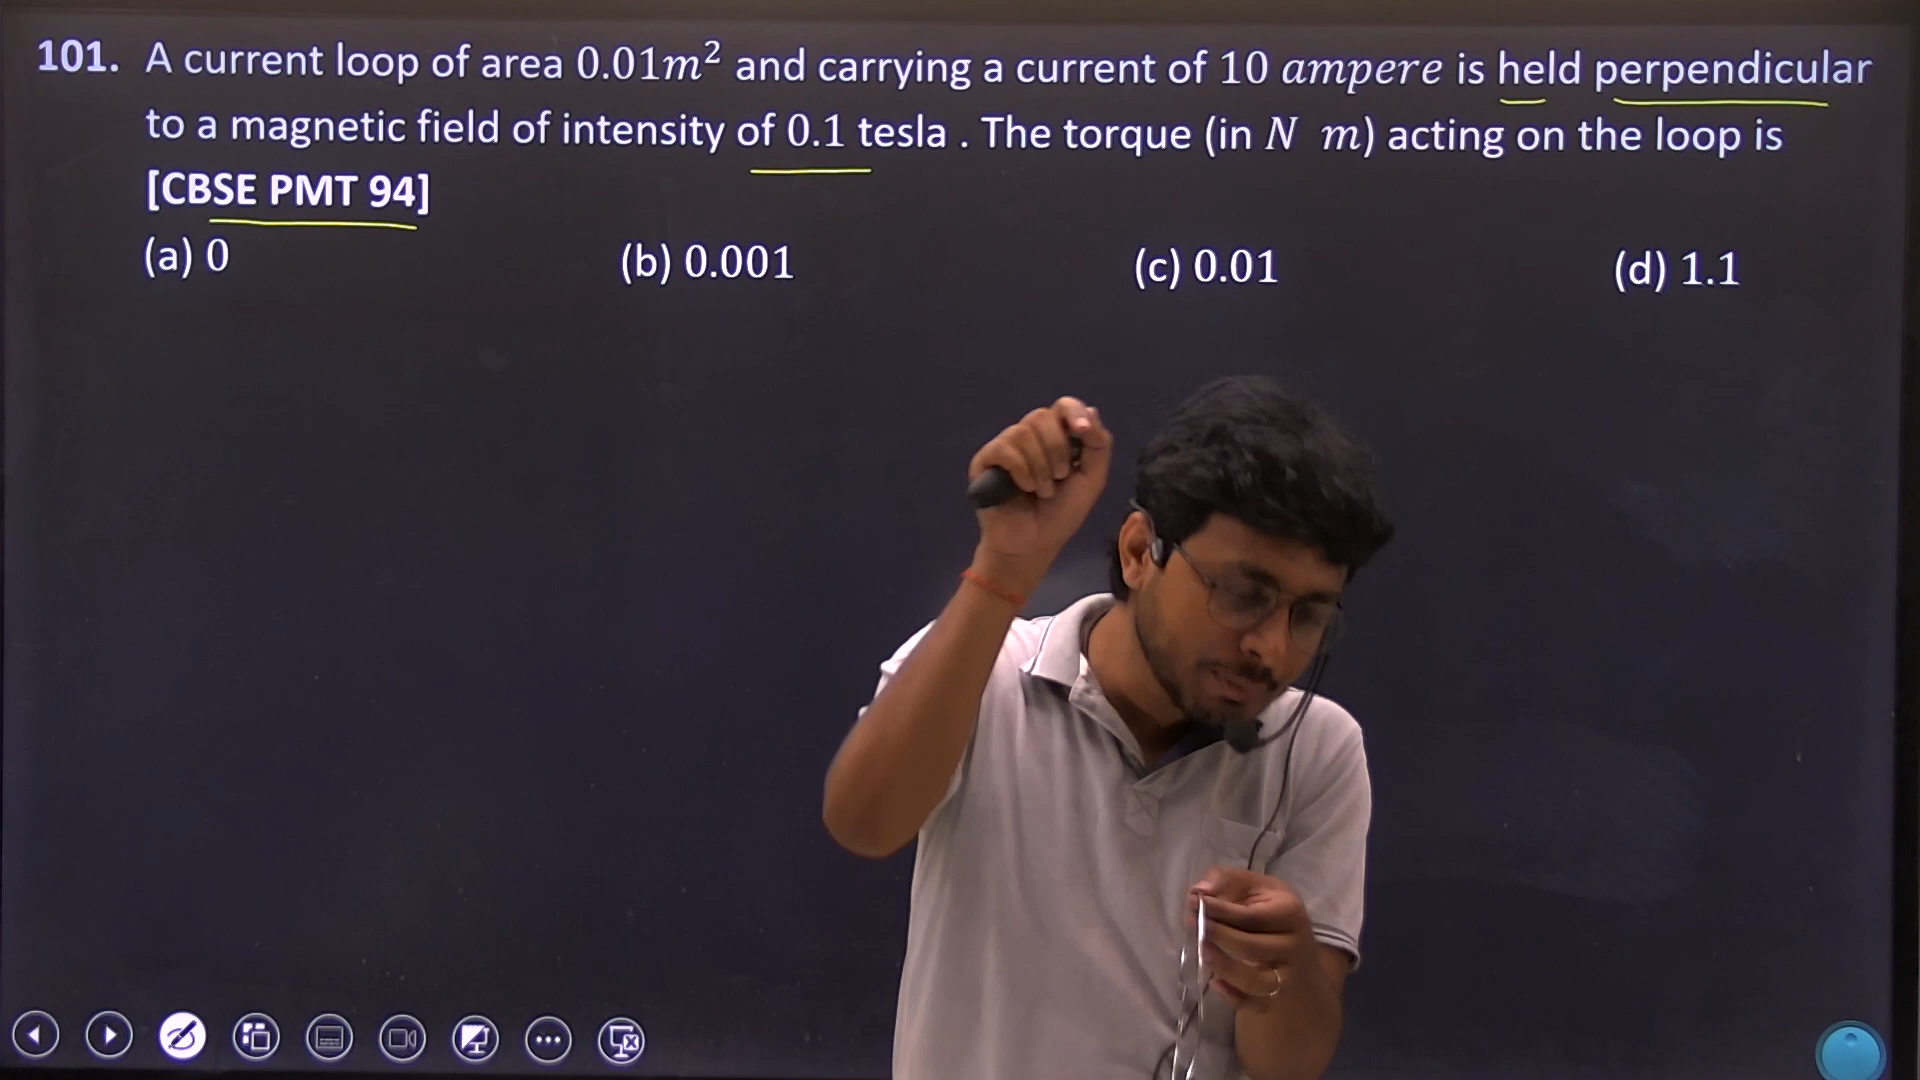 101. A current loop of area 0.01m² and carrying a current of 10 ampere is held perpendicular
to a magnetic field of intensity of 0.1 tesla . The torque (in N m) acting on the loop is
[CBSE PMT 94]
(a) 0 (b) 0.001 (c) 0.01 (d) 1.1